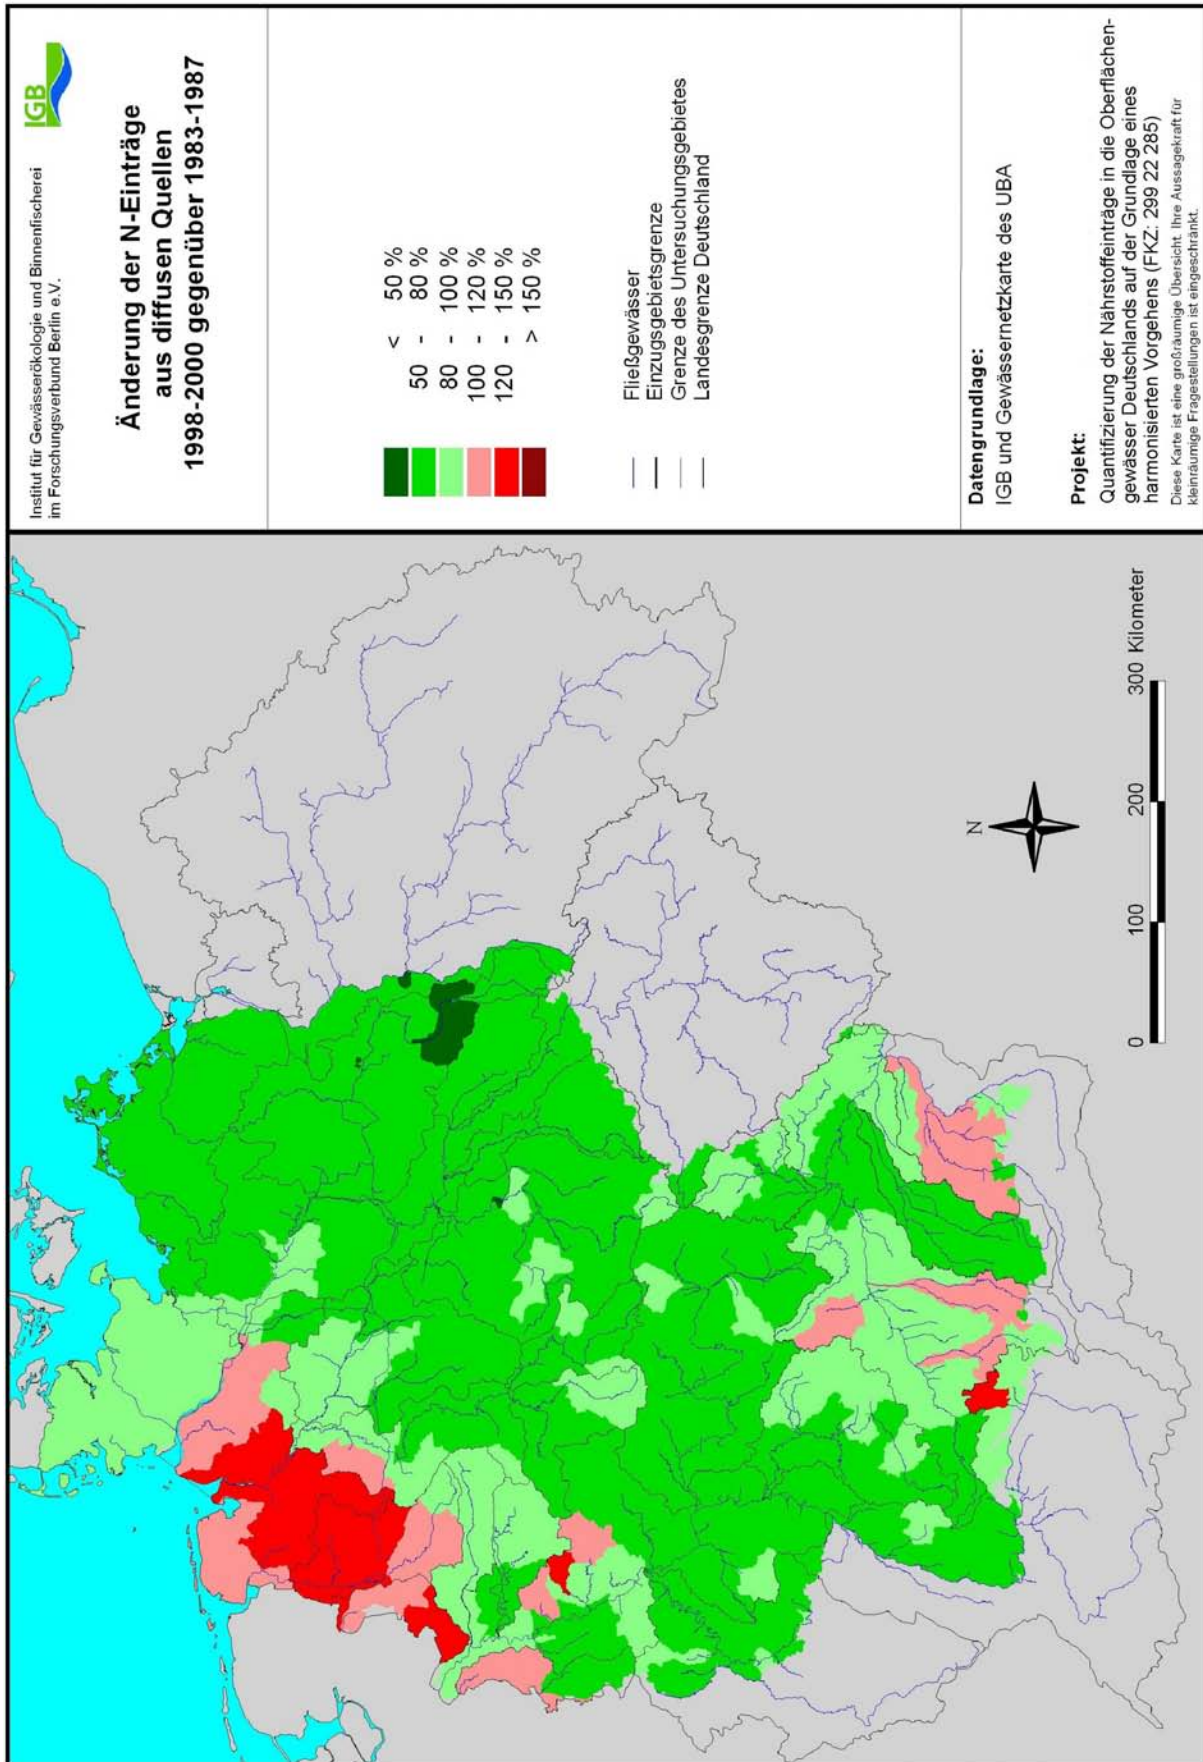 Institut für Gewässerökologie und Binnenfischerei
im Forschungsverbund Berlin e.V.
IGB
Änderung der N-Einträge
aus diffusen Quellen
1998-2000 gegenüber 1983-1987
< 50 %
50 - 80 %
80 - 100 %
100 - 120 %
120 - 150 %
> 150 %
Fließgewässer
Einzugsgebietsgrenze
Grenze des Untersuchungsgebietes
Landesgrenze Deutschland
Datengrundlage:
IGB und Gewässernetzkarte des UBA
Projekt:
Quantifizierung der Nährstoffeinträge in die Oberflächen-
gewässer Deutschlands auf der Grundlage eines
harmonisierten Vorgehens (FKZ: 299 22 285)
Diese Karte ist eine großräumige Übersicht. Ihre Aussagekraft für
kleinräumige Fragestellungen ist eingeschränkt.
N
0 100 200 300 Kilometer